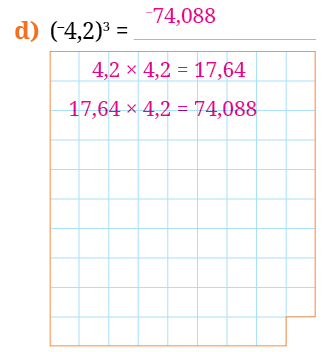 d) (⁻4,2)³ = ⁻74,088
4,2 × 4,2 = 17,64
17,64 × 4,2 = 74,088